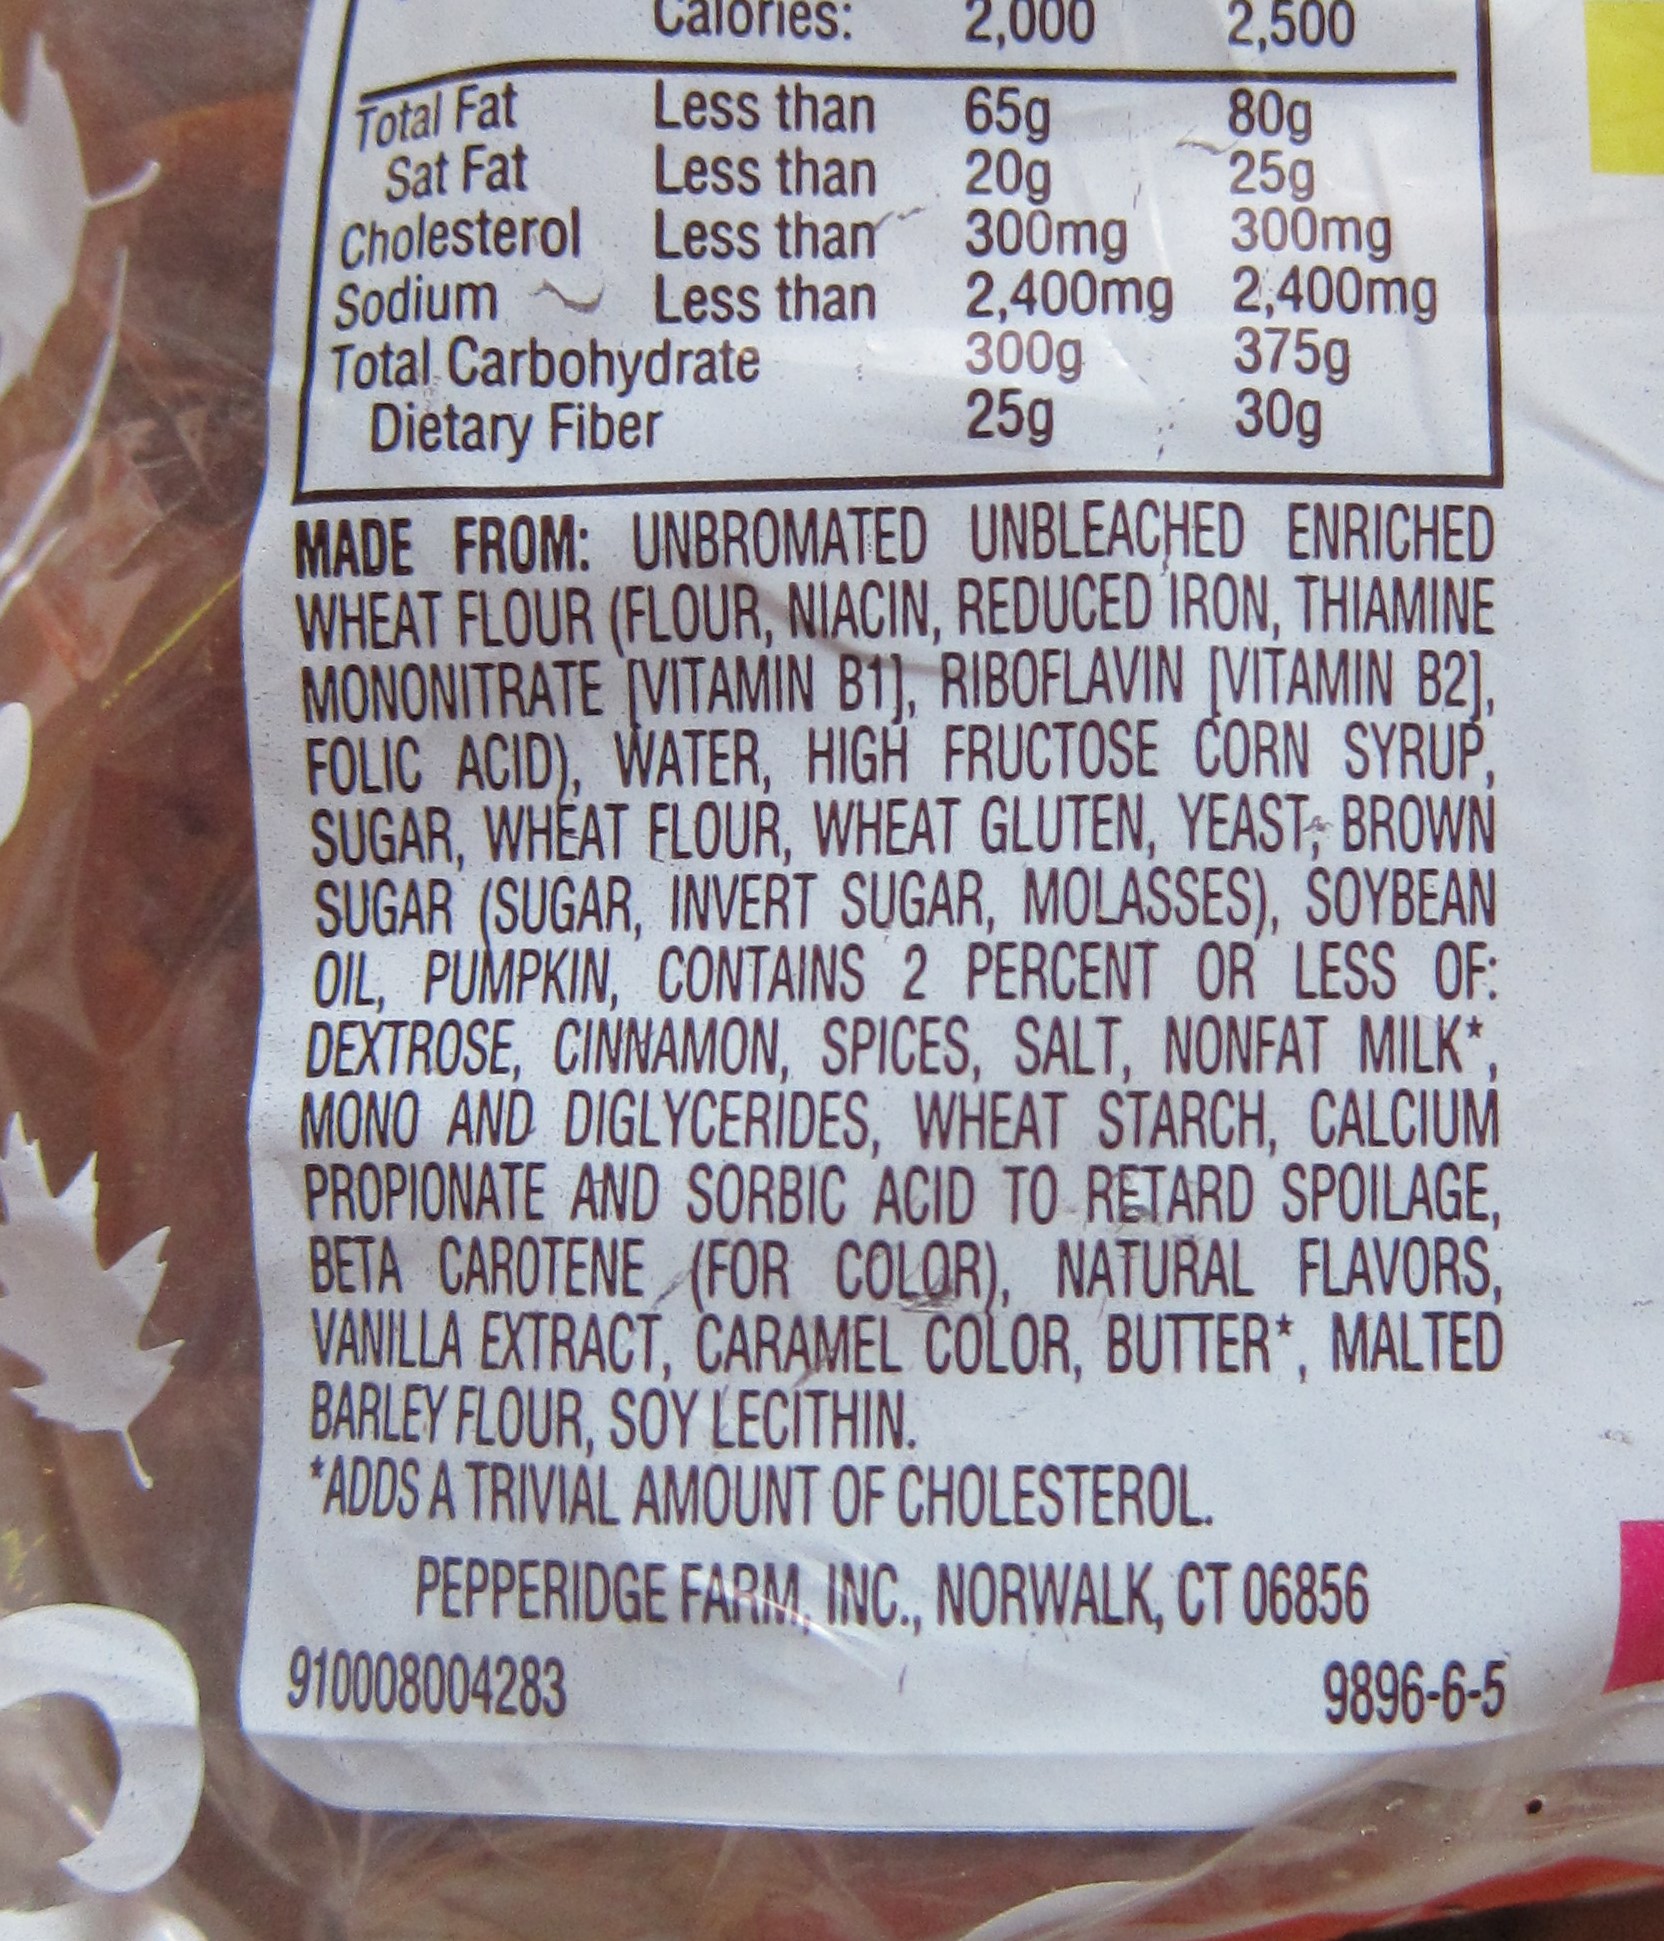 Calories: 2,000 2,500
Total Fat Less than 65g 80g
Sat Fat Less than 20g 25g
Cholesterol Less than 300mg 300mg
Sodium Less than 2,400mg 2,400mg
Total Carbohydrate 300g 375g
Dietary Fiber 25g 30g
MADE FROM: UNBROMATED UNBLEACHED ENRICHED
WHEAT FLOUR (FLOUR, NIACIN, REDUCED IRON, THIAMINE
MONONITRATE [VITAMIN B1], RIBOFLAVIN [VITAMIN B2],
FOLIC ACID), WATER, HIGH FRUCTOSE CORN SYRUP,
SUGAR, WHEAT FLOUR, WHEAT GLUTEN, YEAST, BROWN
SUGAR (SUGAR, INVERT SUGAR, MOLASSES), SOYBEAN
OIL, PUMPKIN, CONTAINS 2 PERCENT OR LESS OF:
DEXTROSE, CINNAMON, SPICES, SALT, NONFAT MILK*,
MONO AND DIGLYCERIDES, WHEAT STARCH, CALCIUM
PROPIONATE AND SORBIC ACID TO RETARD SPOILAGE,
BETA CAROTENE (FOR COLOR), NATURAL FLAVORS,
VANILLA EXTRACT, CARAMEL COLOR, BUTTER*, MALTED
BARLEY FLOUR, SOY LECITHIN.
*ADDS A TRIVIAL AMOUNT OF CHOLESTEROL.
PEPPERIDGE FARM, INC., NORWALK, CT 06856
910008004283 9896-6-5